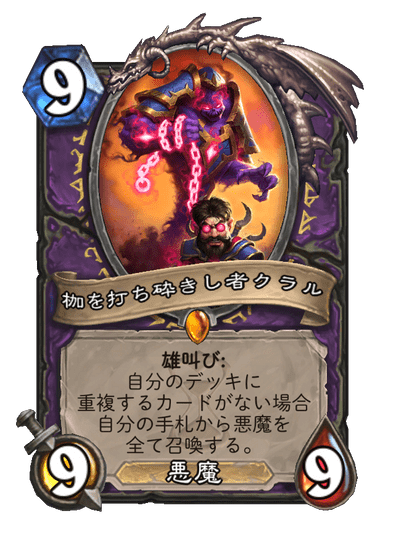 9
枷を打ち砕きし者クラル
雄叫び:
自分のデッキに
重複するカードがない場合
自分の手札から悪魔を
全て召喚する。
9
悪魔
9